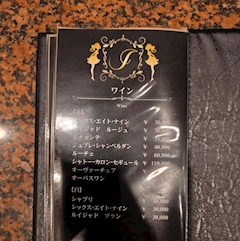 ワイン
Wine
【赤】
シックス・エイト・ナイン ¥
ルイジャド ルージュ ¥
¥
ジュブレ・シャンベルタン ¥ 40,000
ルーチェ ¥ 60,000
シャトー・カロン・セギュール ¥ 110,000
オーヴァーチュア ¥
オーパスワン ¥
【白】
シャブリ ¥ 30,000
シックス・エイト・ナイン ¥ 30,000
ルイジャド ブラン ¥ 30,000